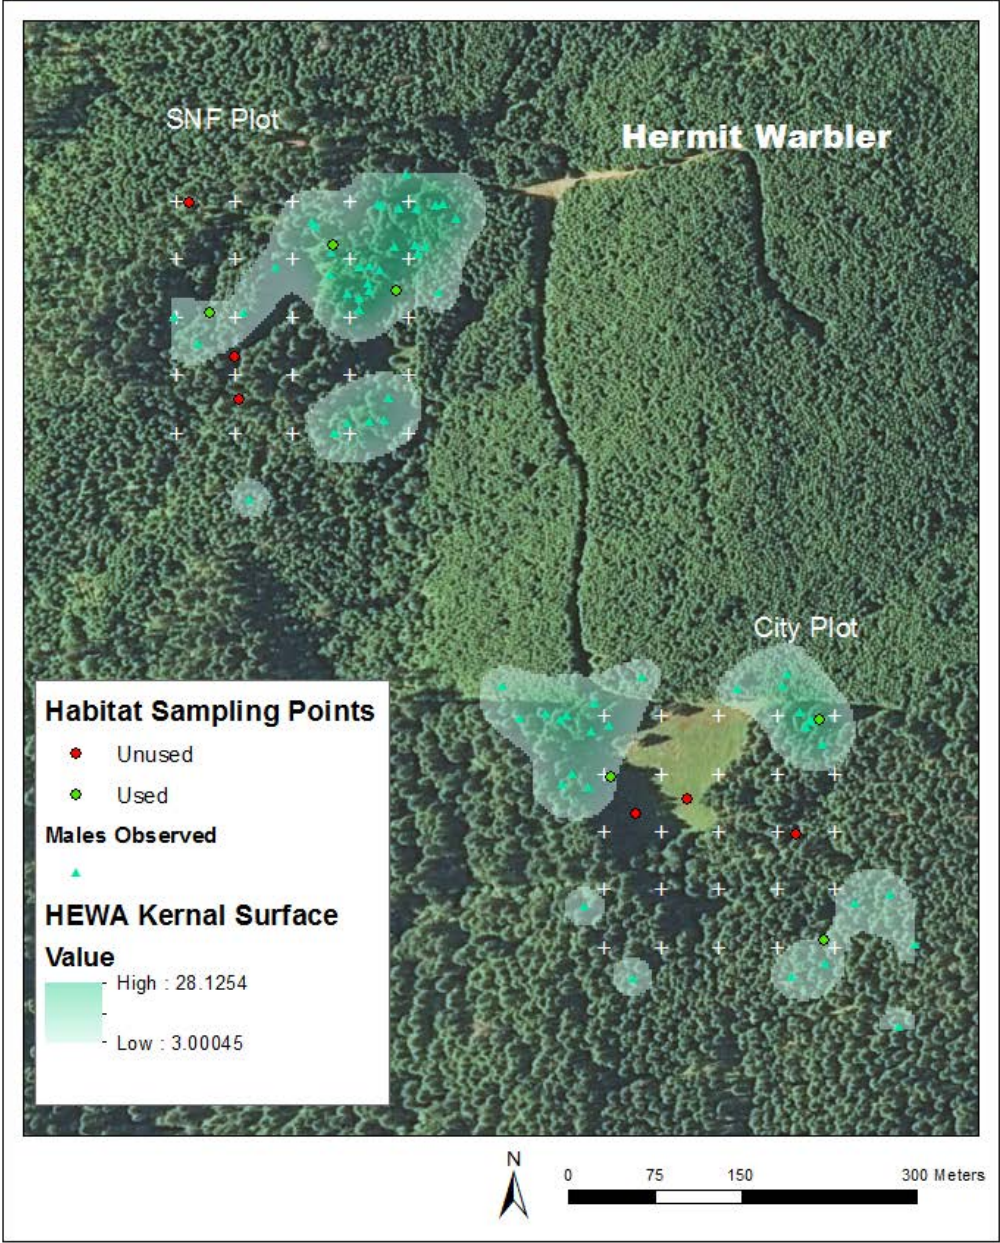 SNF Plot
Hermit Warbler
City Plot
Habitat Sampling Points
Unused
Used
Males Observed
HEWA Kernal Surface
Value
High : 28.1254
Low : 3.00045
N
0 75 150 300 Meters